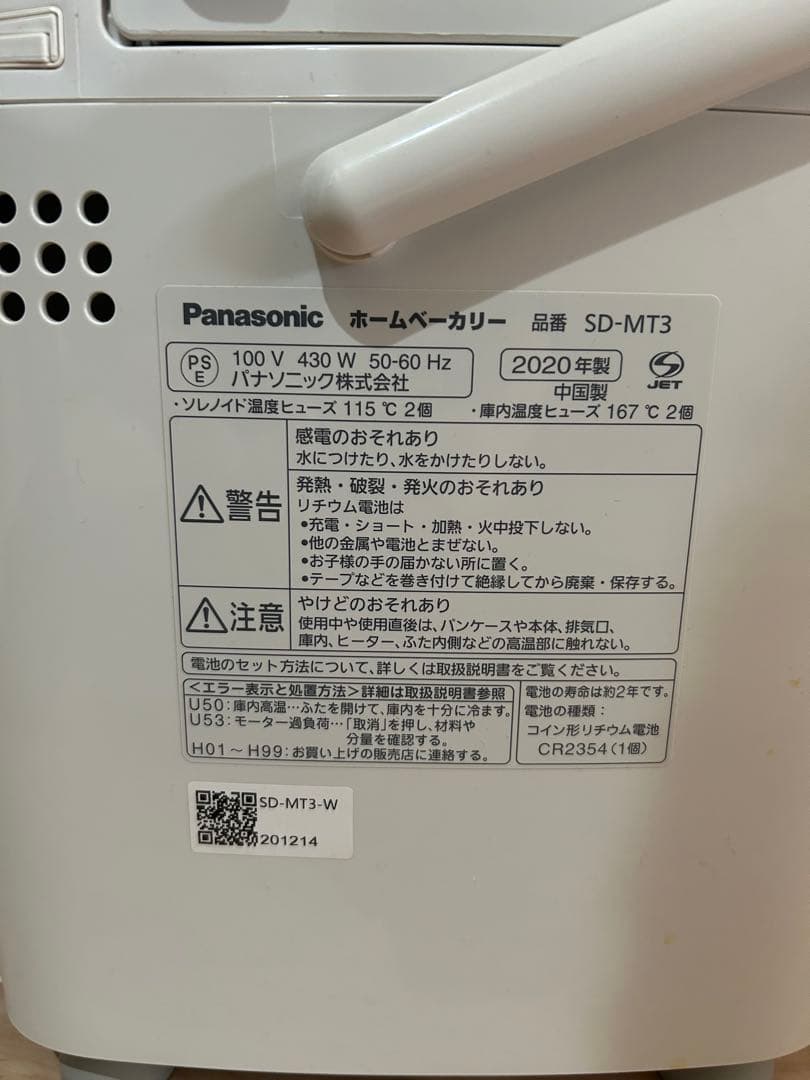 Panasonic ホームベーカリー 品番 SD-MT3
PS
E
100 V 430 W 50-60 Hz
パナソニック株式会社
2020年製
中国製
JET
・ソレノイド温度ヒューズ 115 ℃ 2個 ・庫内温度ヒューズ 167 ℃ 2個
警告
感電のおそれあり
水につけたり、水をかけたりしない。
発熱・破裂・発火のおそれあり
リチウム電池は
●充電・ショート・加熱・火中投下しない。
●他の金属や電池とまぜない。
●お子様の手の届かない所に置く。
●テープなどを巻き付けて絶縁してから廃棄・保存する。
注意
やけどのおそれあり
使用中や使用直後は、パンケースや本体、排気口、
庫内、ヒーター、ふた内側などの高温部に触れない。
電池のセット方法について、詳しくは取扱説明書をご覧ください。
＜エラー表示と処置方法＞詳細は取扱説明書参照
U50：庫内高温…ふたを開けて、庫内を十分に冷ます。
U53：モーター過負荷…「取消」を押し、材料や
分量を確認する。
H01～H99：お買い上げの販売店に連絡する。
電池の寿命は約2年です。
電池の種類：
コイン形リチウム電池
CR2354（1個）
SD-MT3-W
201214